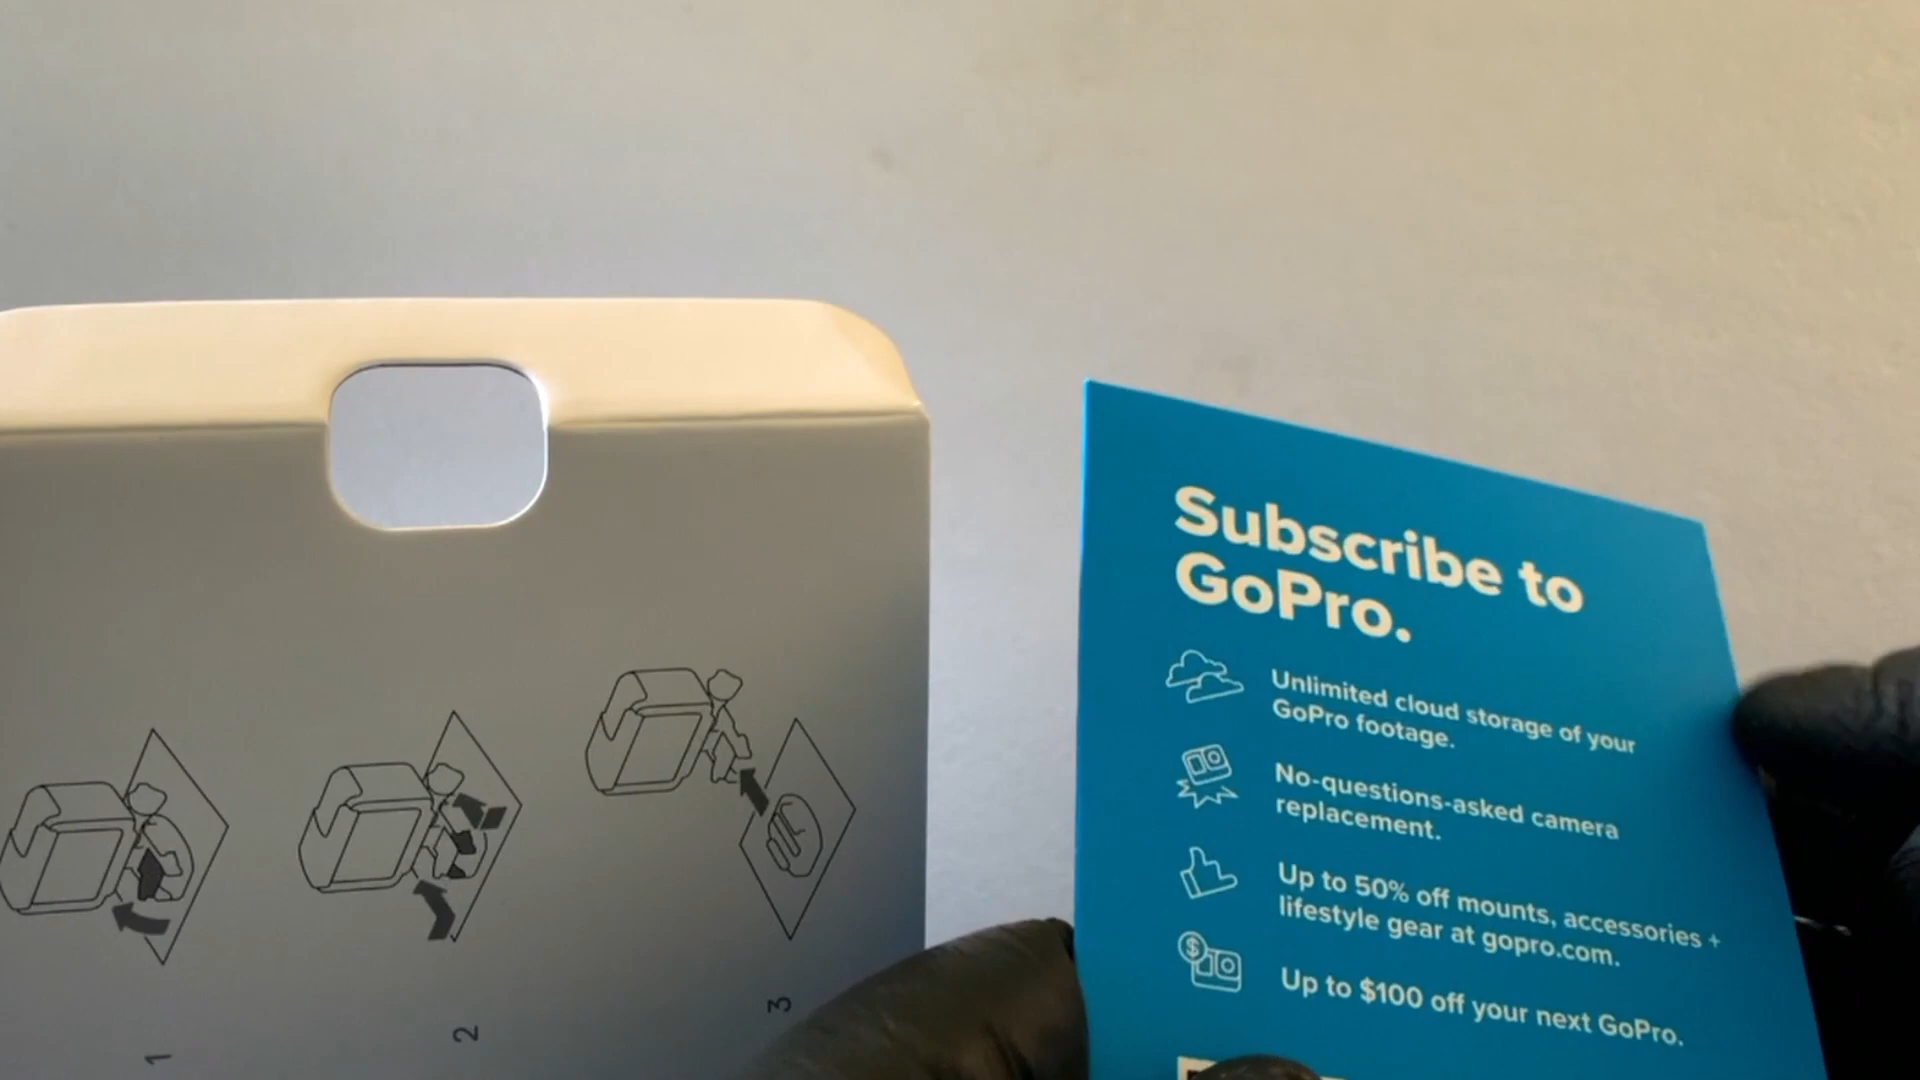 1
2
3
Subscribe to
GoPro.
Unlimited cloud storage of your
GoPro footage.
No-questions-asked camera
replacement.
Up to 50% off mounts, accessories +
lifestyle gear at gopro.com.
Up to $100 off your next GoPro.